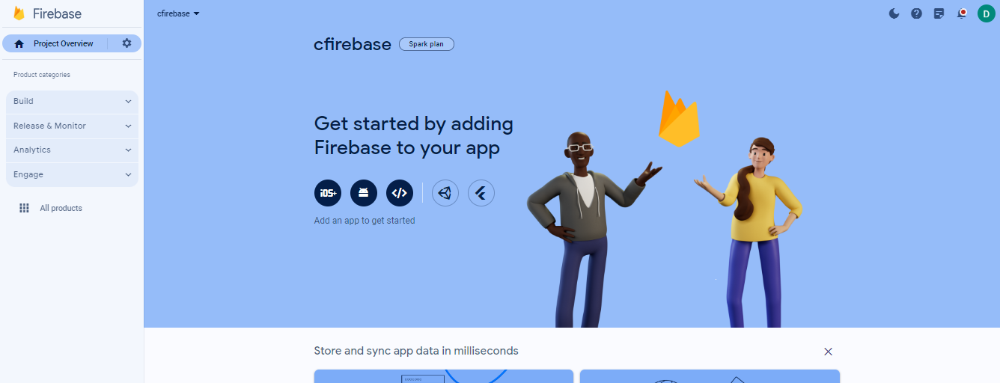 Firebase
cfirebase
D
Project Overview
cfirebase
Spark plan
Product categories
Build
Release & Monitor
Analytics
Engage
All products
Get started by adding
Firebase to your app
iOS+
</>
Add an app to get started
Store and sync app data in milliseconds